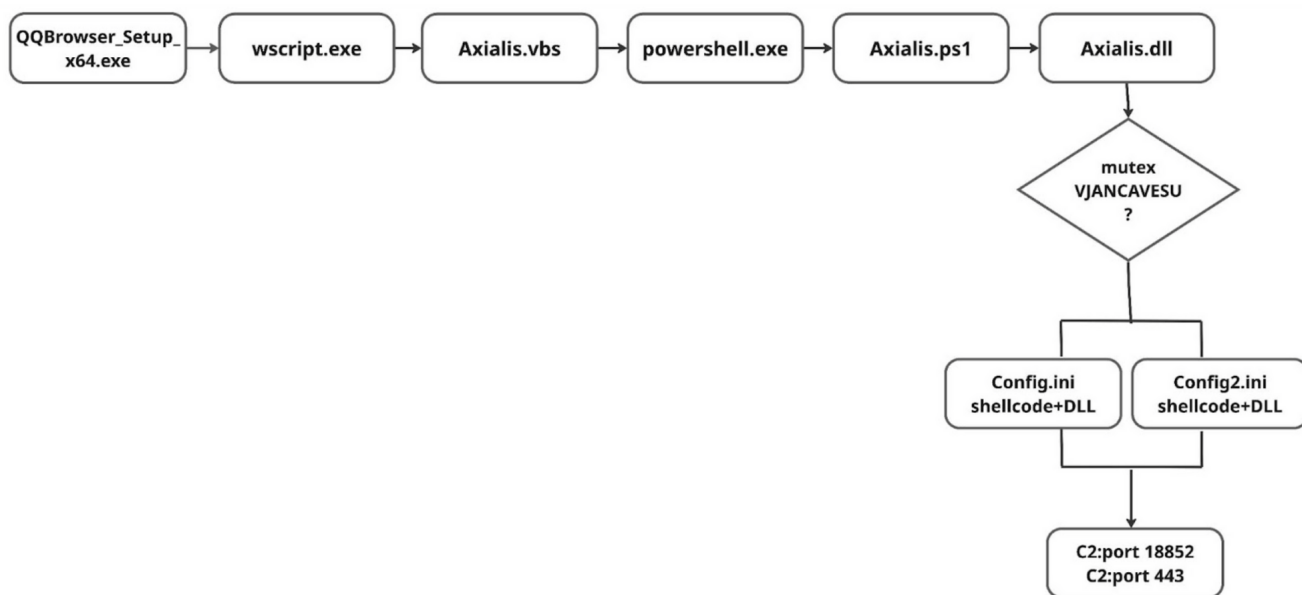 QQBrowser_Setup_
x64.exe
wscript.exe
Axialis.vbs
powershell.exe
Axialis.ps1
Axialis.dll
mutex
VJANCAVESU
?
Config.ini
shellcode+DLL
Config2.ini
shellcode+DLL
C2:port 18852
C2:port 443